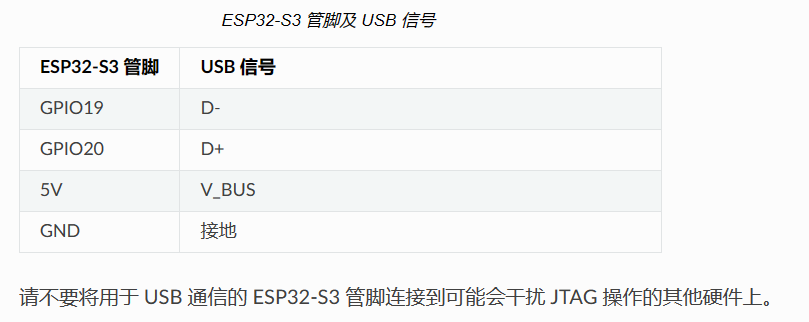 ESP32-S3 管脚及 USB 信号
ESP32-S3 管脚 USB 信号
GPIO19 D-
GPIO20 D+
5V V_BUS
GND 接地
请不要将用于 USB 通信的 ESP32-S3 管脚连接到可能会干扰 JTAG 操作的其他硬件上。